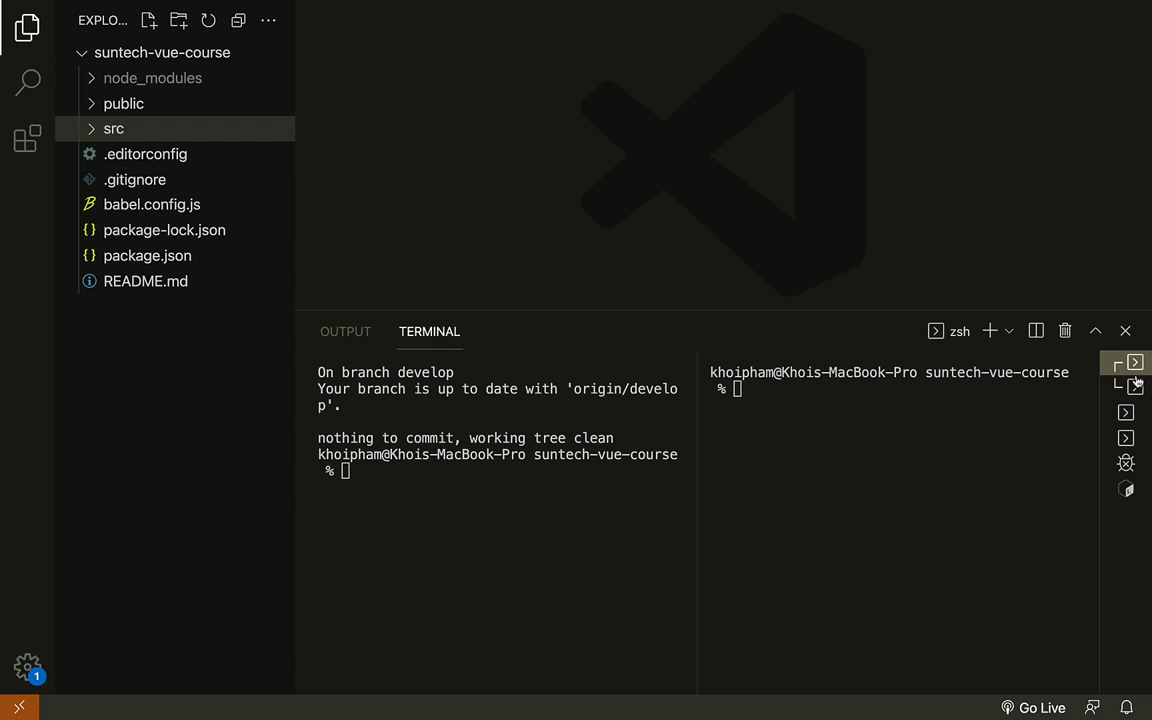 EXPLO...
suntech-vue-course
node_modules
public
src
.editorconfig
.gitignore
babel.config.js
package-lock.json
package.json
README.md
OUTPUT
TERMINAL
zsh
On branch develop
Your branch is up to date with 'origin/develo
p'.
nothing to commit, working tree clean
khoipham@Khois-MacBook-Pro suntech-vue-course
%
khoipham@Khois-MacBook-Pro suntech-vue-course
%
1
Go Live